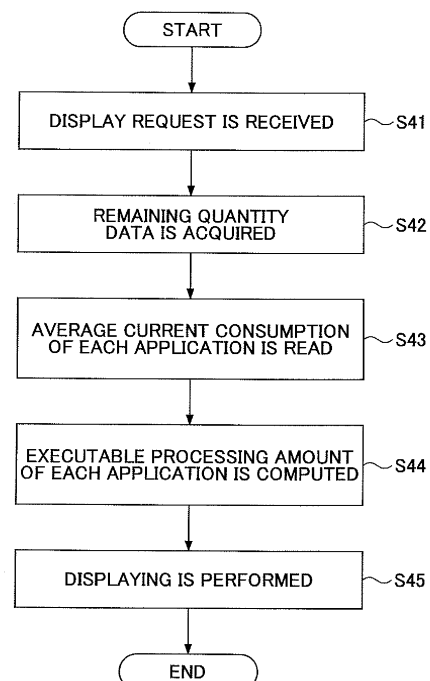 START
DISPLAY REQUEST IS RECEIVED
S41
REMAINING QUANTITY
DATA IS ACQUIRED
S42
AVERAGE CURRENT CONSUMPTION
OF EACH APPLICATION IS READ
S43
EXECUTABLE PROCESSING AMOUNT
OF EACH APPLICATION IS COMPUTED
S44
DISPLAYING IS PERFORMED
S45
END